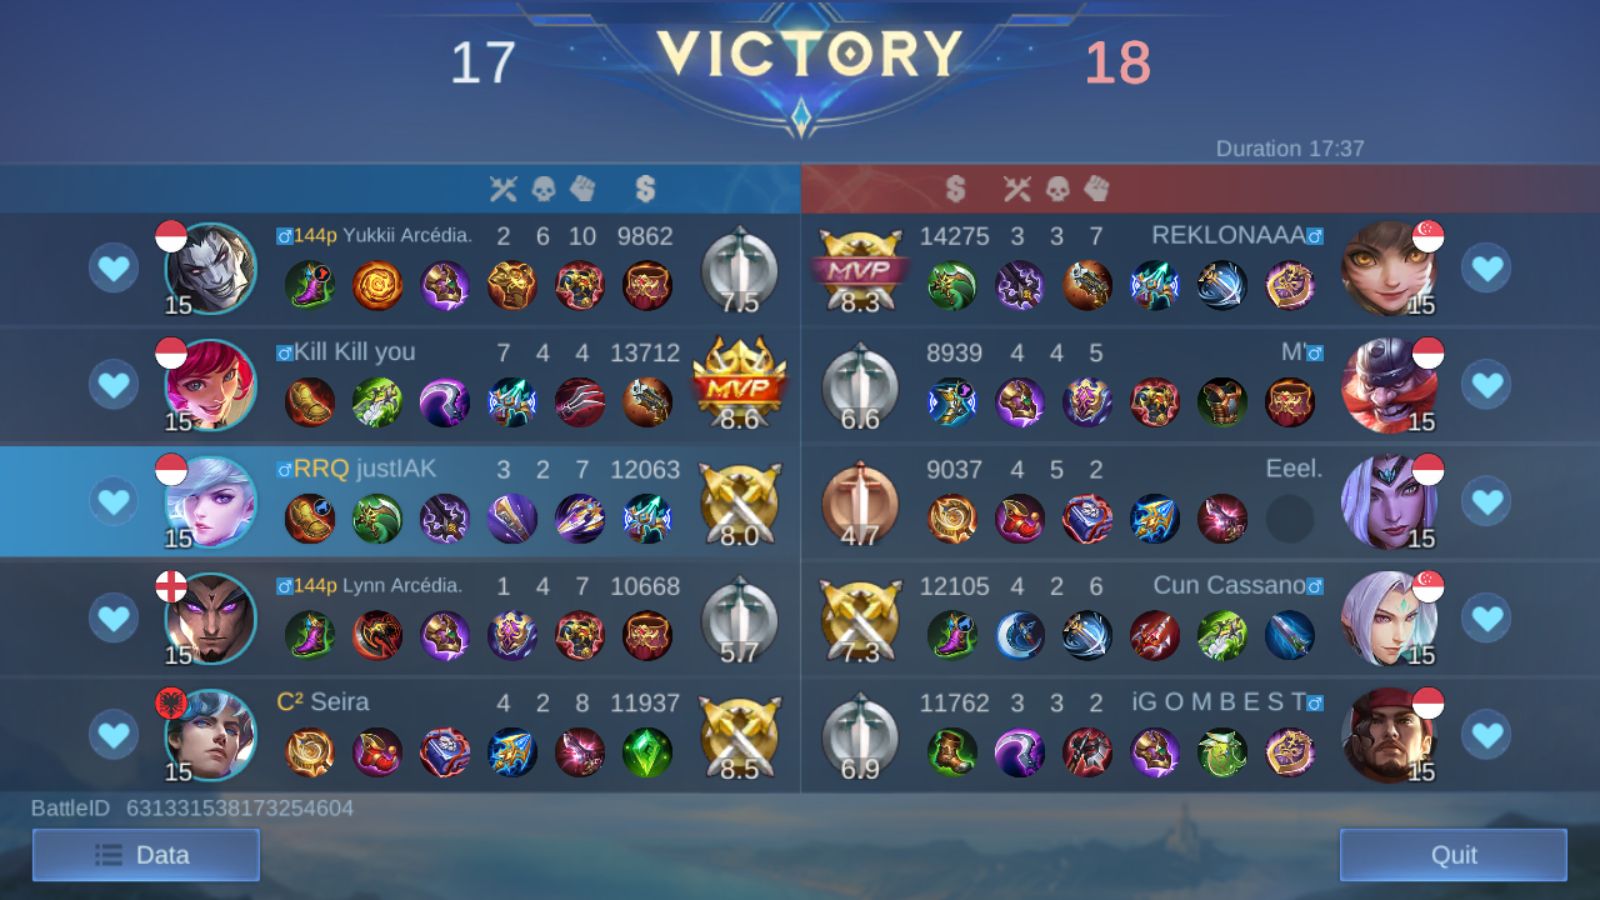 17 VICTORY 18
Duration 17:37
144p Yukkii Arcédia. 2 6 10 9862
15 7.5
MVP 8.3 14275 3 3 7 REKLONAAA
15
Kill Kill you 7 4 4 13712
15 MVP 8.6
6.6 8939 4 4 5 M'
15
RRQ justIAK 3 2 7 12063
15 8.0
4.7 9037 4 5 2 Eeel.
15
144p Lynn Arcédia. 1 4 7 10668
15 5.7
7.3 12105 4 2 6 Cun Cassano
15
C² Seira 4 2 8 11937
15 8.5
6.9 11762 3 3 2 iG O M B E S T
15
BattleID 631331538173254604
Data
Quit